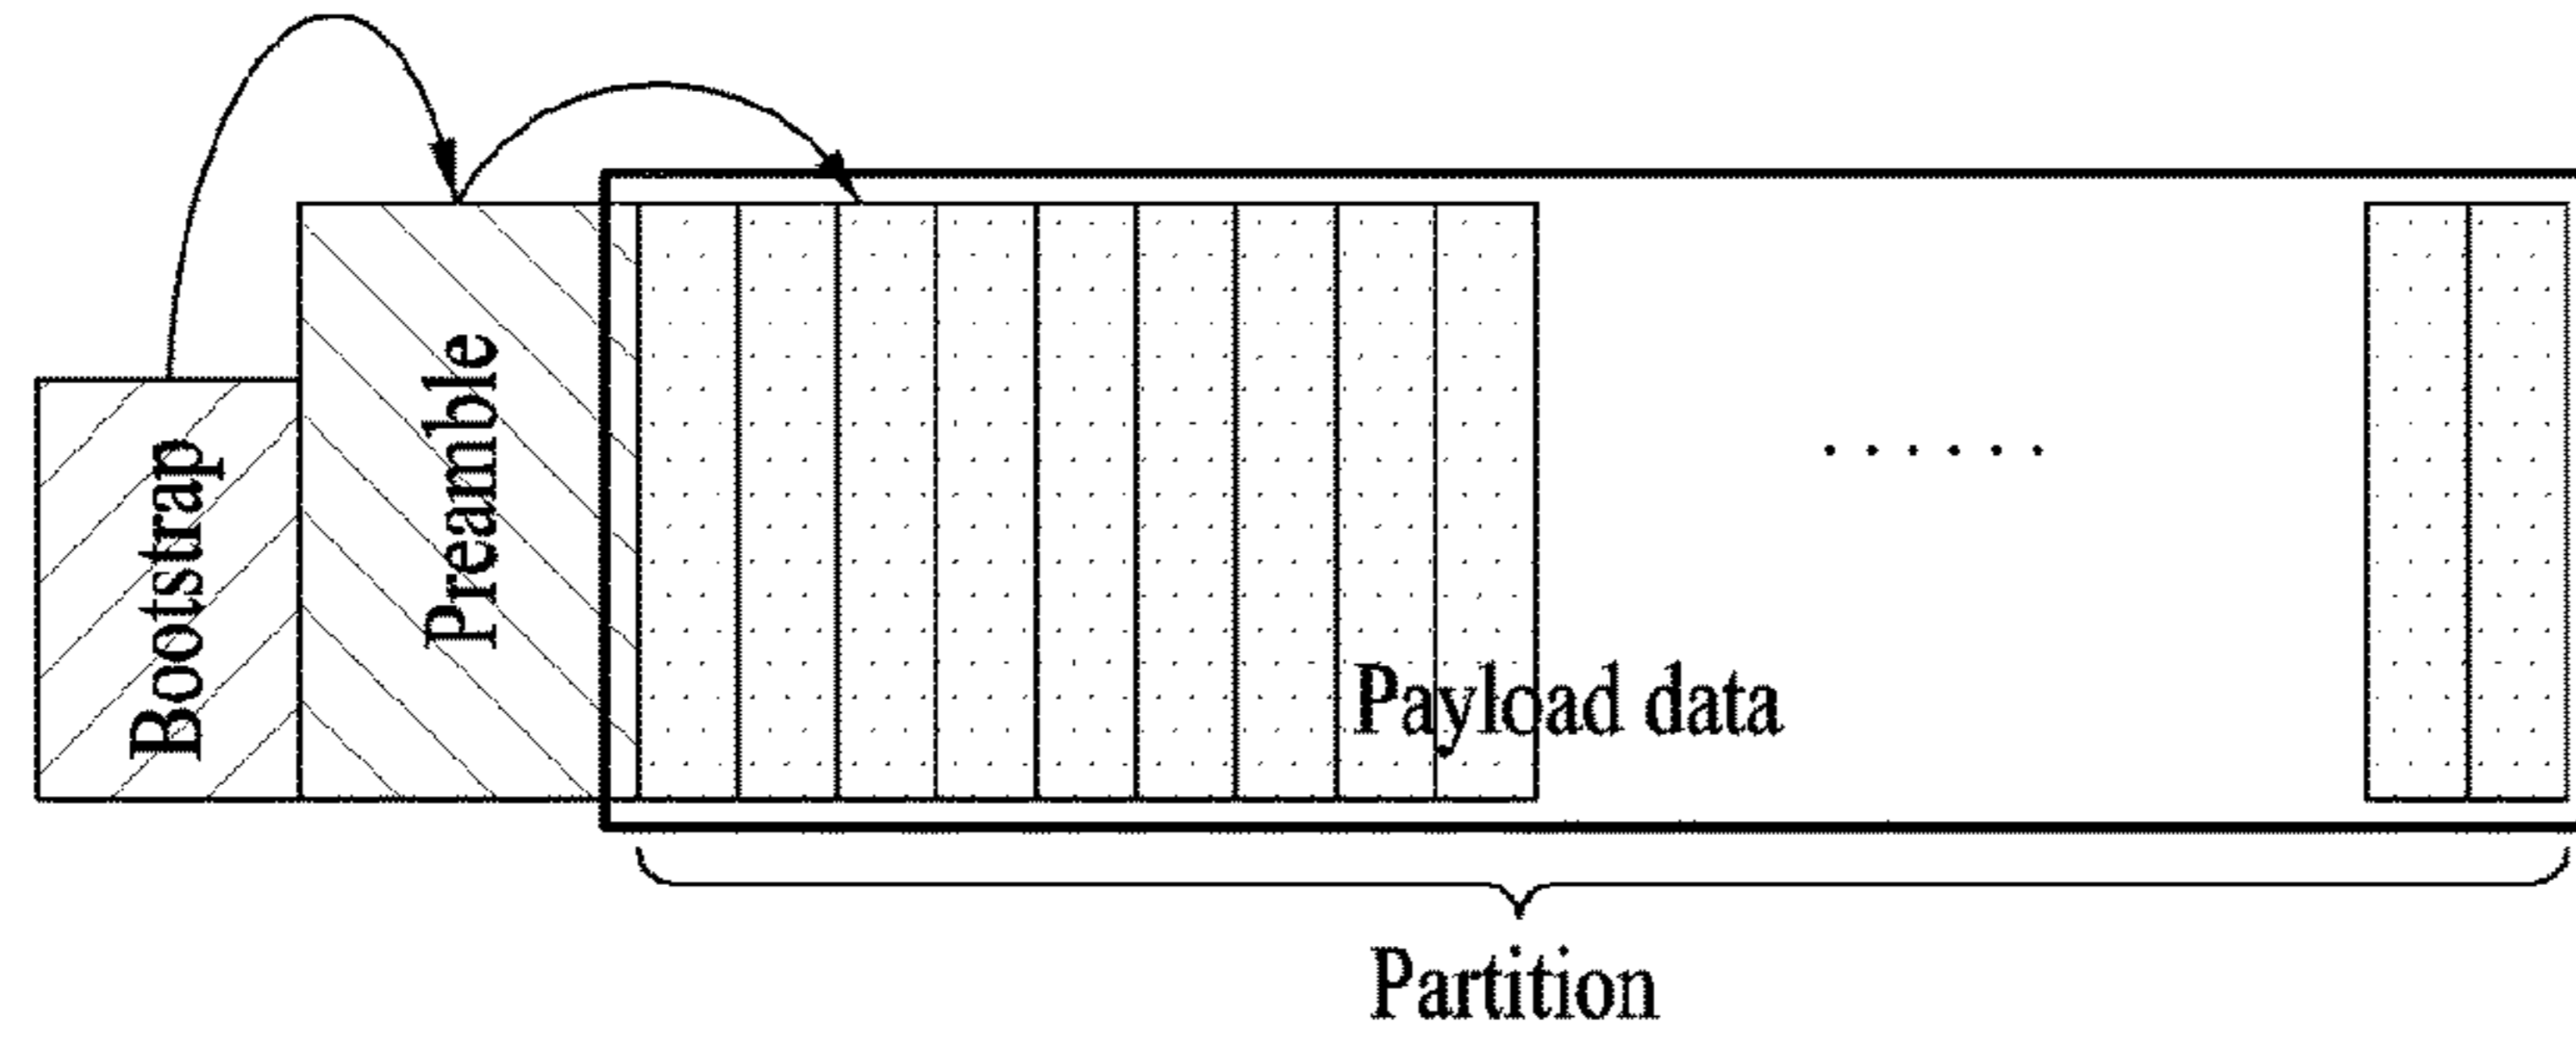 Bootstrap
Preamble
......
Payload data
Partition